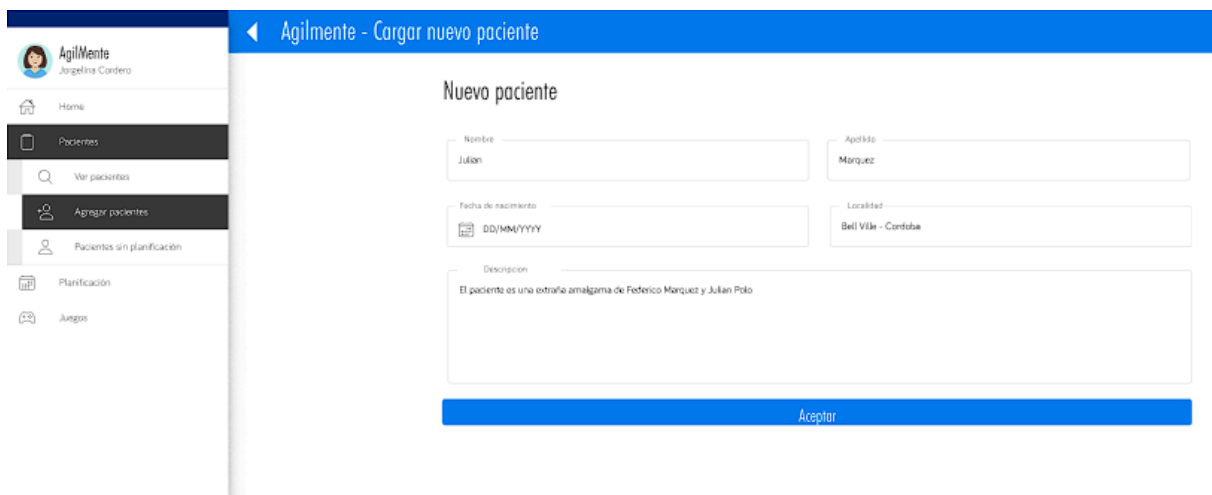 Agilmente - Cargar nuevo paciente
AgilMente
Jorgelina Cordero
Home
Pacientes
Ver pacientes
Agregar pacientes
Pacientes sin planificación
Planificación
Juegos
Nuevo paciente
Nombre
Julian
Apellido
Marquez
Fecha de nacimiento
DD/MM/YYYY
Localidad
Bell Ville - Cordoba
Descripcion
El paciente es una extraña amalgama de Federico Marquez y Julian Polo
Aceptar